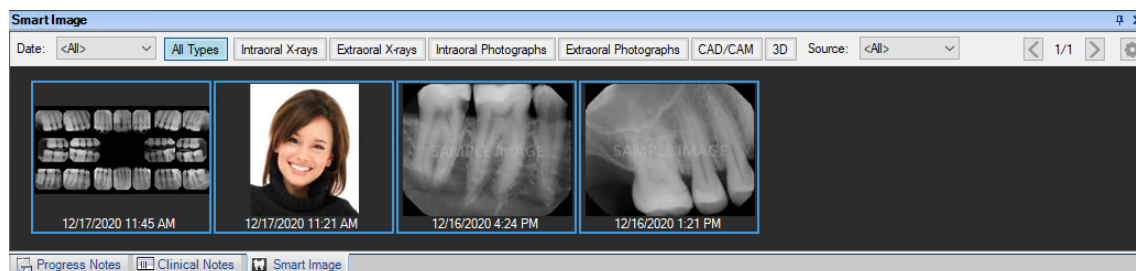 Smart Image
Date: <All> All Types Intraoral X-rays Extraoral X-rays Intraoral Photographs Extraoral Photographs CAD/CAM 3D Source: <All> 1/1
SAMPLE IMAGE SAMPLE IMAGE
12/17/2020 11:45 AM 12/17/2020 11:21 AM 12/16/2020 4:24 PM 12/16/2020 1:21 PM
Progress Notes Clinical Notes Smart Image